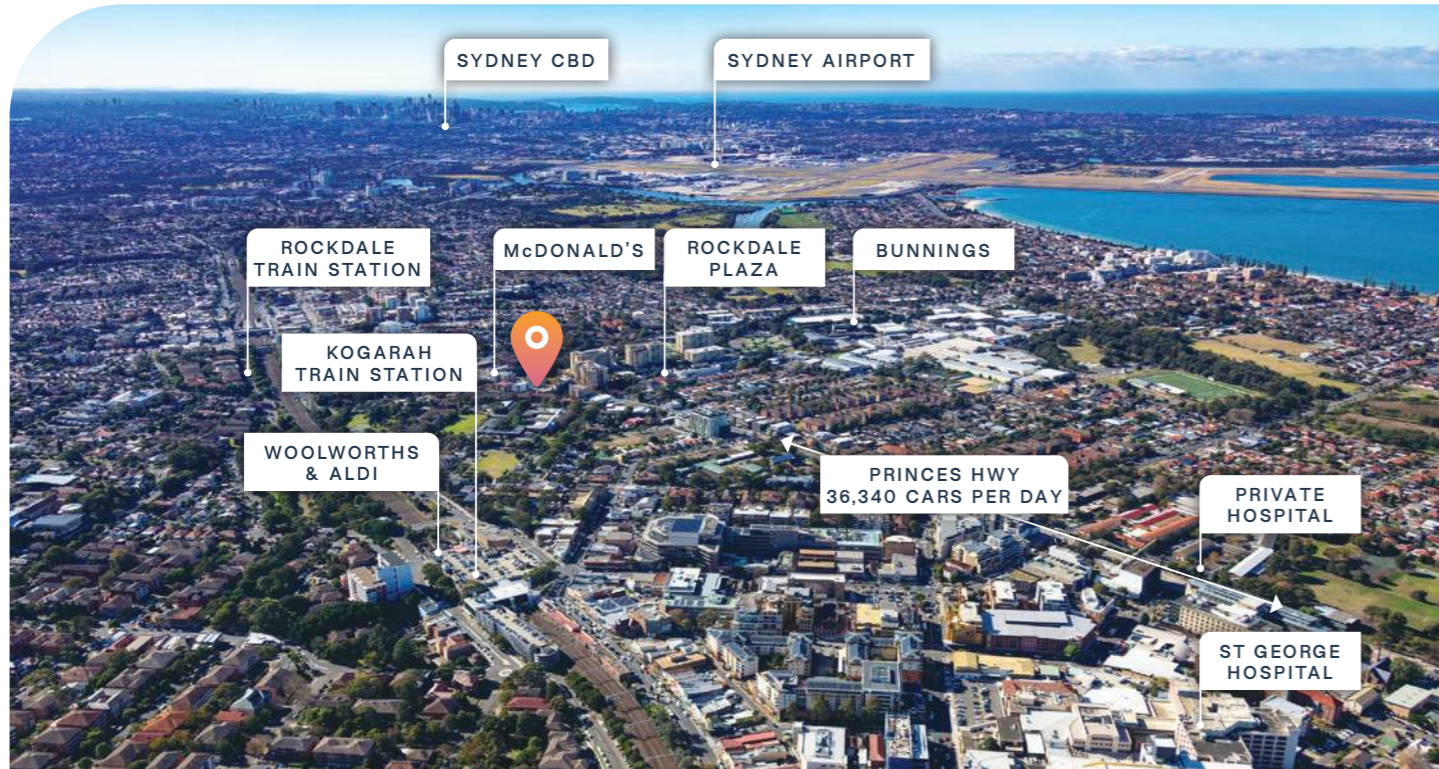 SYDNEY CBD
SYDNEY AIRPORT
ROCKDALE
TRAIN STATION
McDONALD'S
ROCKDALE
PLAZA
BUNNINGS
KOGARAH
TRAIN STATION
WOOLWORTHS
& ALDI
PRINCES HWY
36,340 CARS PER DAY
PRIVATE
HOSPITAL
ST GEORGE
HOSPITAL